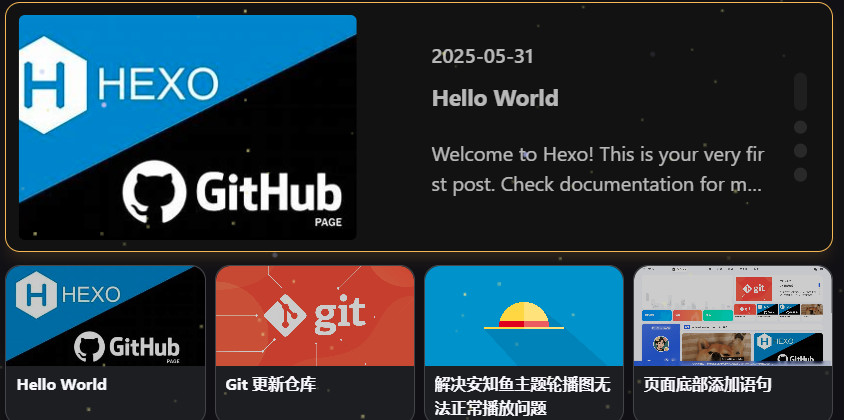 HEXO
GitHub
PAGE
2025-05-31
Hello World
Welcome to Hexo! This is your very fir
st post. Check documentation for m...
HEXO
GitHub
PAGE
Hello World
git
Git 更新仓库
解决安知鱼主题轮播图无
法正常播放问题
git
HEXO
GitHub
页面底部添加语句